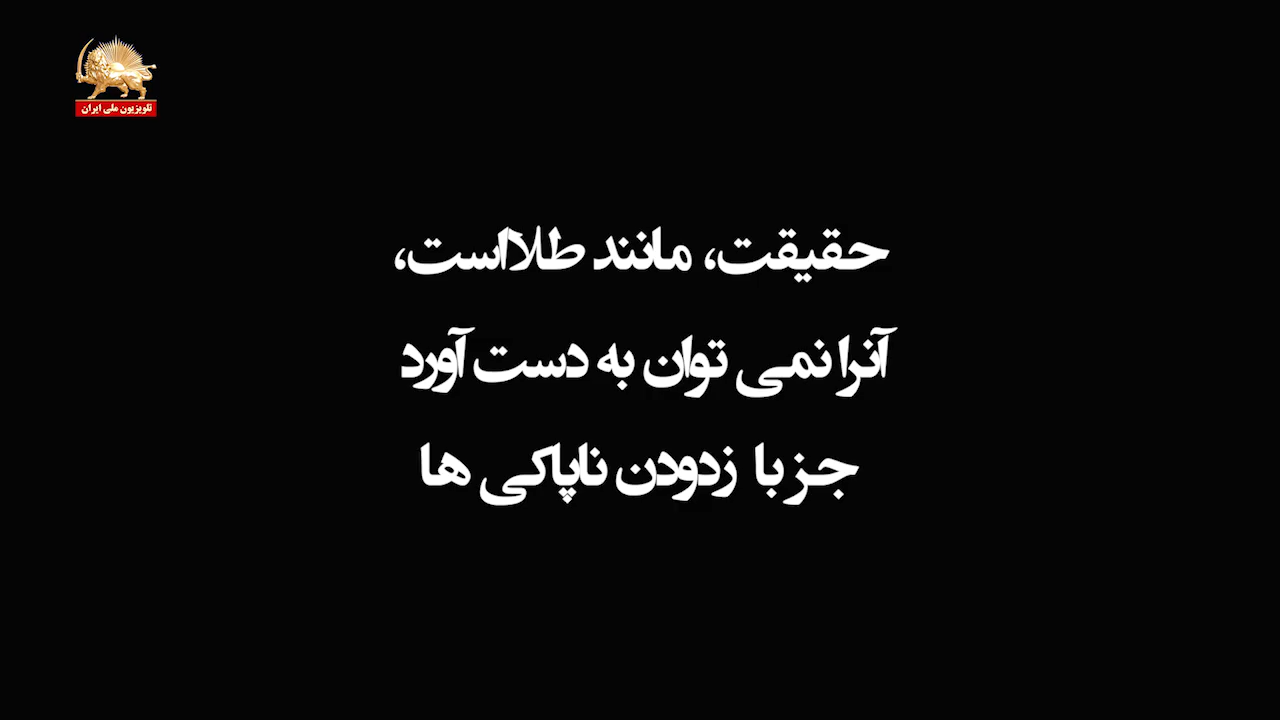 تلویزیون ملی ایران
حقیقت، مانند طلااست،
آنرا نمی توان به دست آورد
جز با زدودن ناپاکی ها